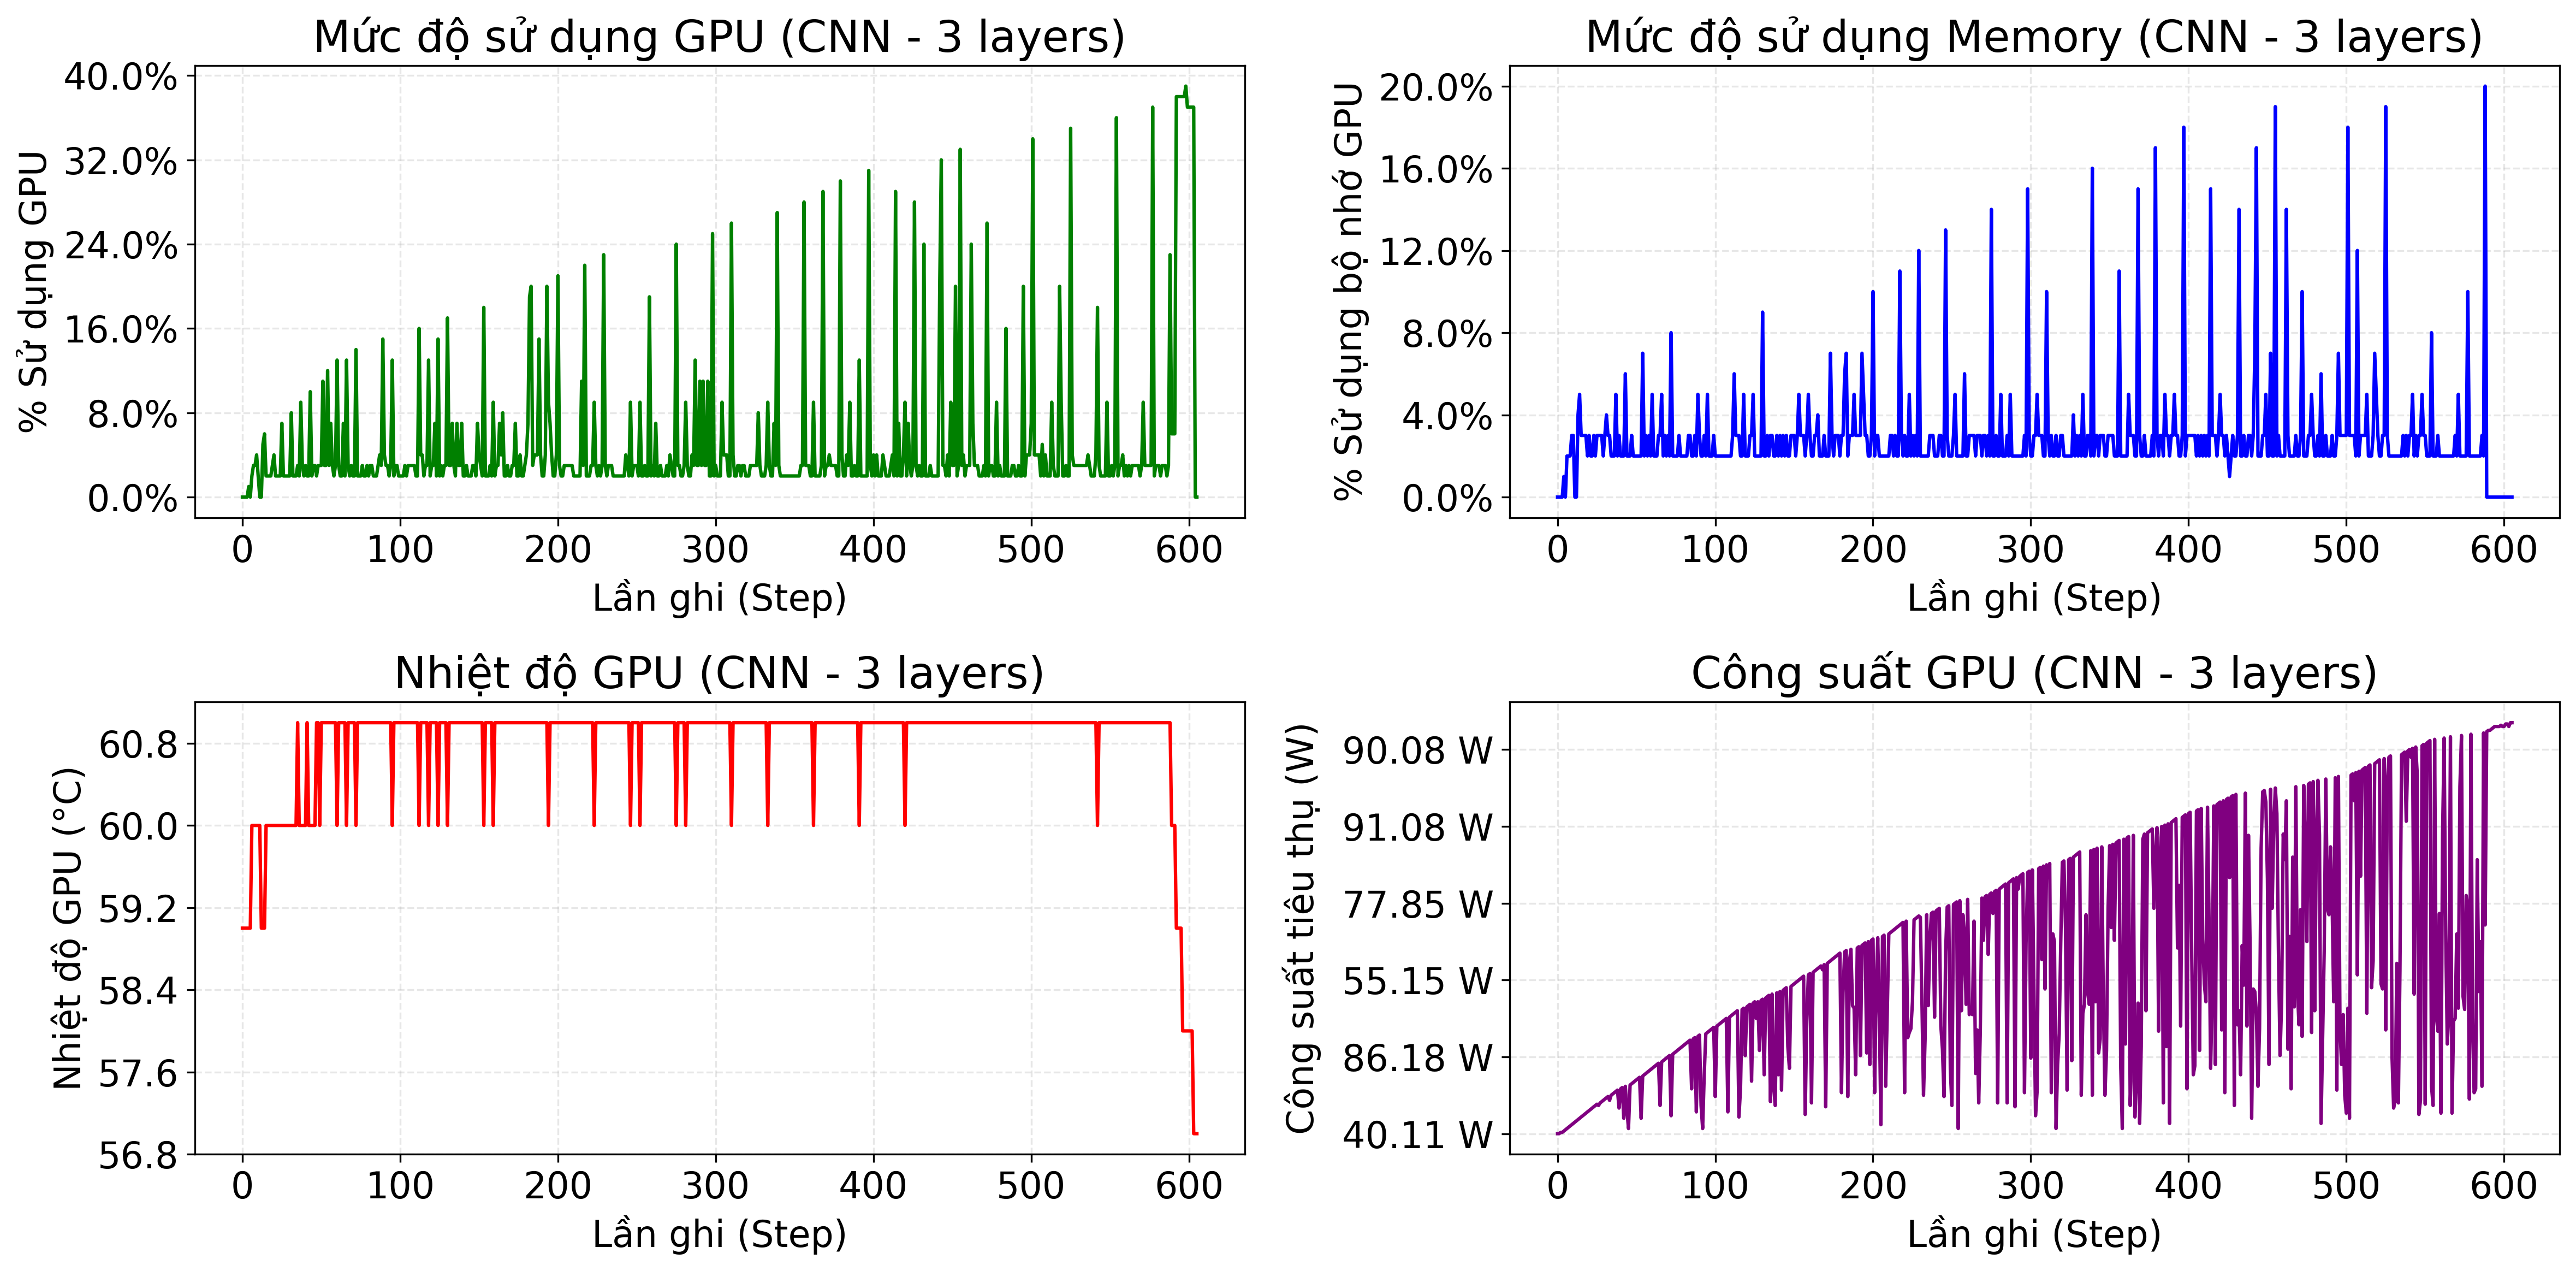 Mức độ sử dụng GPU (CNN - 3 layers)
% Sử dụng GPU
40.0%
32.0%
24.0%
16.0%
8.0%
0.0%
0 100 200 300 400 500 600
Lần ghi (Step)
Mức độ sử dụng Memory (CNN - 3 layers)
% Sử dụng bộ nhớ GPU
20.0%
16.0%
12.0%
8.0%
4.0%
0.0%
0 100 200 300 400 500 600
Lần ghi (Step)
Nhiệt độ GPU (CNN - 3 layers)
Nhiệt độ GPU (°C)
60.8
60.0
59.2
58.4
57.6
56.8
0 100 200 300 400 500 600
Lần ghi (Step)
Công suất GPU (CNN - 3 layers)
Công suất tiêu thụ (W)
90.08 W
91.08 W
77.85 W
55.15 W
86.18 W
40.11 W
0 100 200 300 400 500 600
Lần ghi (Step)